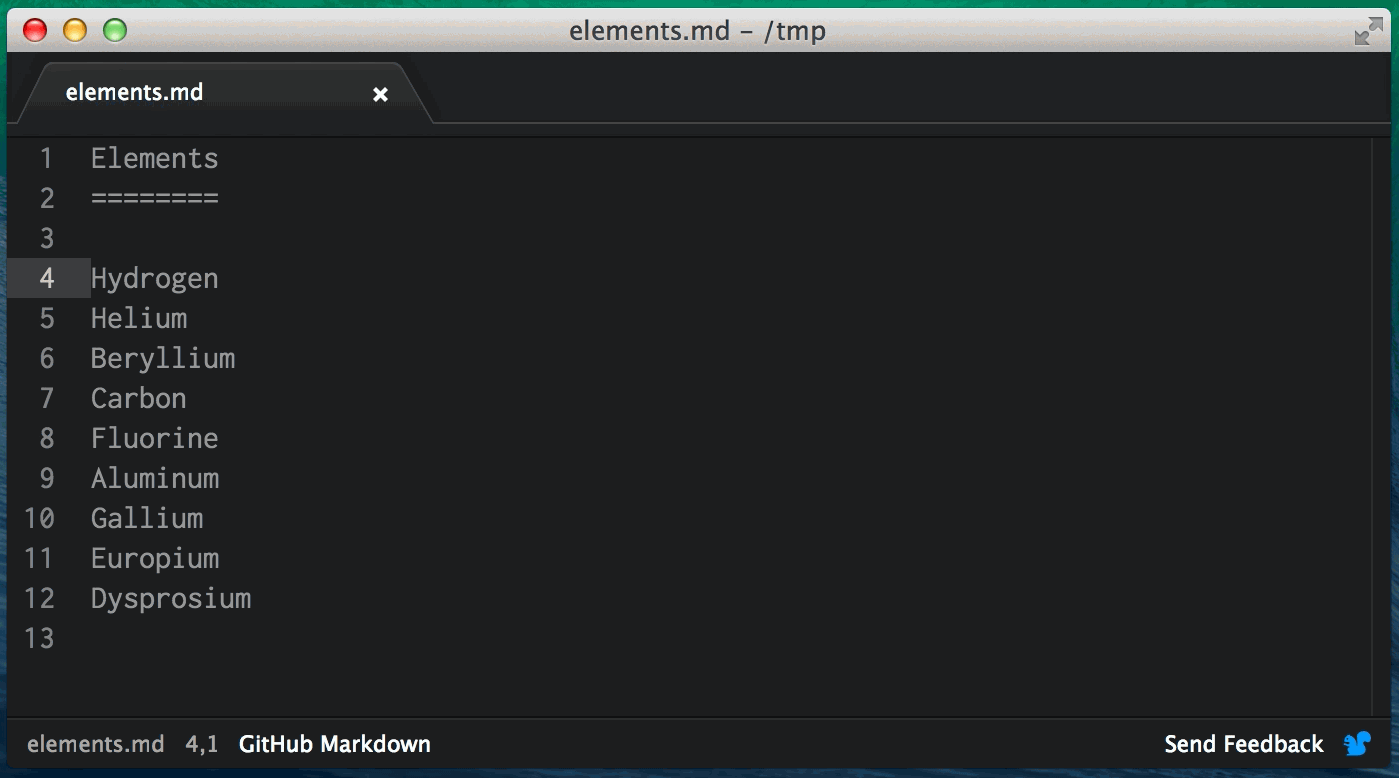 elements.md - /tmp
elements.md
1 Elements
2 ========
3
4 Hydrogen
5 Helium
6 Beryllium
7 Carbon
8 Fluorine
9 Aluminum
10 Gallium
11 Europium
12 Dysprosium
13
elements.md 4,1 GitHub Markdown Send Feedback